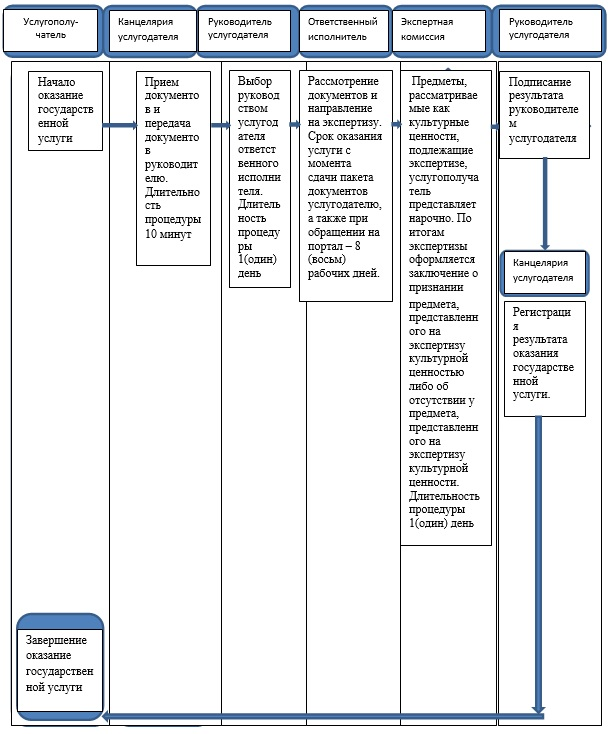 Услугополу-
чатель
Канцелярия
услугодателя
Руководитель
услугодателя
Ответственный
исполнитель
Экспертная
комиссия
Руководитель
услугодателя
Начало
оказание
государств
енной
услуги
Прием
документо
в и
передача
документо
в
руководит
елю.
Длительно
сть
процедуры
10 минут
Выбор
руковод
ством
услугод
ателя
ответст
венного
исполни
теля.
Длитель
ность
процеду
ры
1(один)
день
Рассмотрение
документов и
направление
на экспертизу.
Срок оказания
услуги с
момента
сдачи пакета
документов
услугодателю,
а также при
обращении на
портал – 8
(восьм)
рабочих дней.
Предметы,
рассматривае
мые как
культурные
ценности,
подлежащие
экспертизе,
услугополуча
тель
представляет
нарочно. По
итогам
экспертизы
оформляется
заключение о
признании
предмета,
представленн
ого на
экспертизу
культурной
ценностью
либо об
отсутствии у
предмета,
представленн
ого на
экспертизу
культурной
ценности.
Длительность
процедуры
1(один) день
Подписание
результата
руководителе
м
услугодателя
Канцелярия
услугодателя
Регистраци
я
результата
оказания
государстве
нной
услуги.
Завершение
оказание
государствен
ной услуги